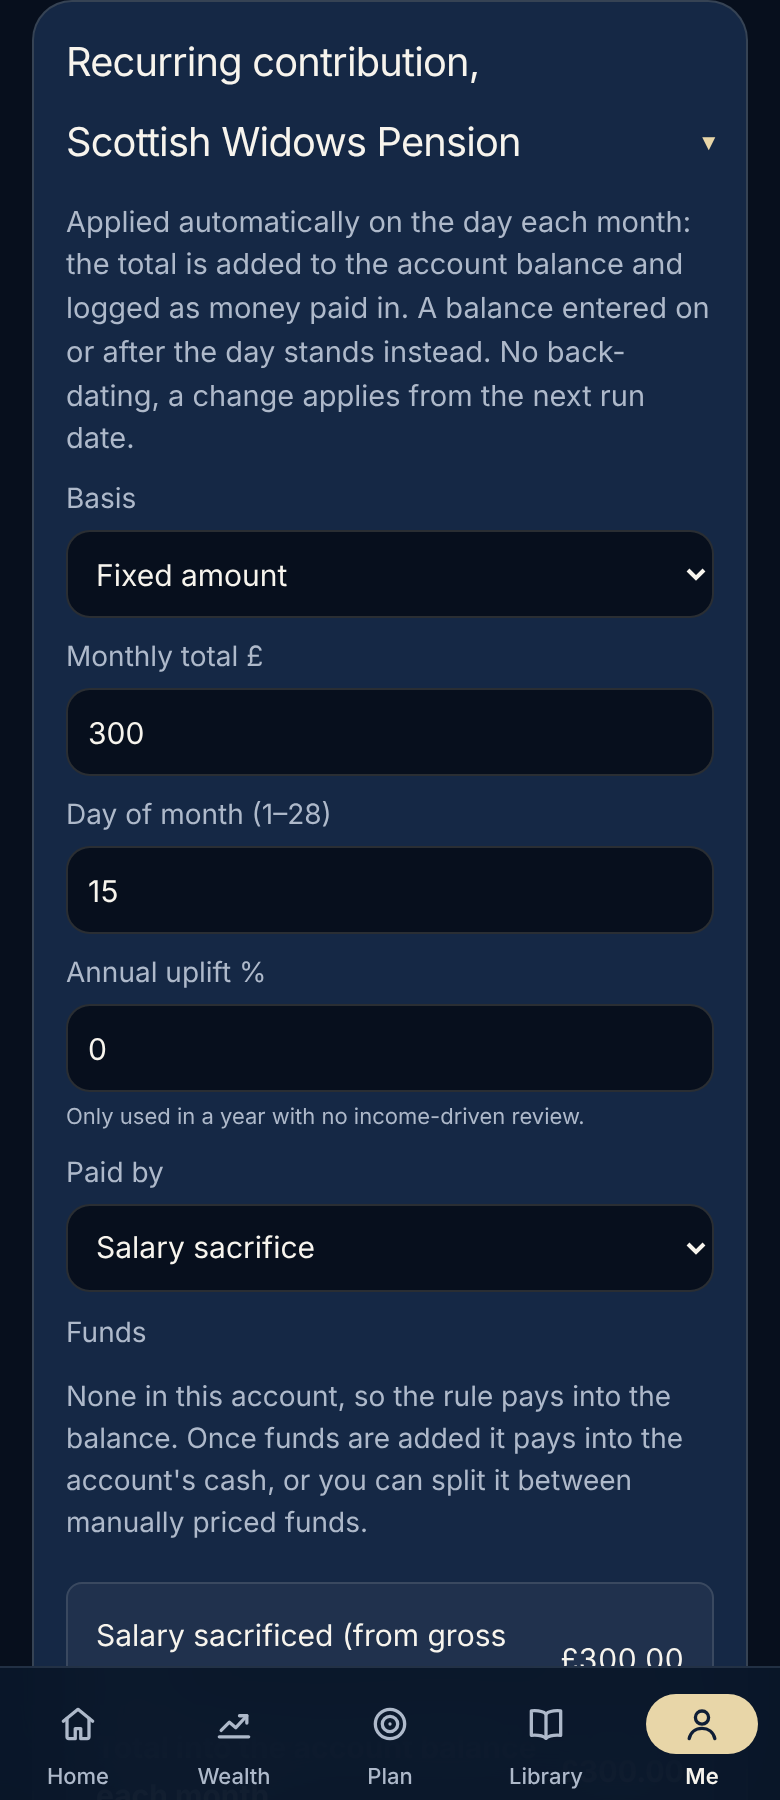 Recurring contribution,
Scottish Widows Pension
Applied automatically on the day each month:
the total is added to the account balance and
logged as money paid in. A balance entered on
or after the day stands instead. No back-
dating, a change applies from the next run
date.
Basis
Fixed amount
Monthly total £
300
Day of month (1–28)
15
Annual uplift %
0
Only used in a year with no income-driven review.
Paid by
Salary sacrifice
Funds
None in this account, so the rule pays into the
balance. Once funds are added it pays into the
account's cash, or you can split it between
manually priced funds.
Salary sacrificed (from gross
£300.00
each month
Home Wealth Plan Library Me